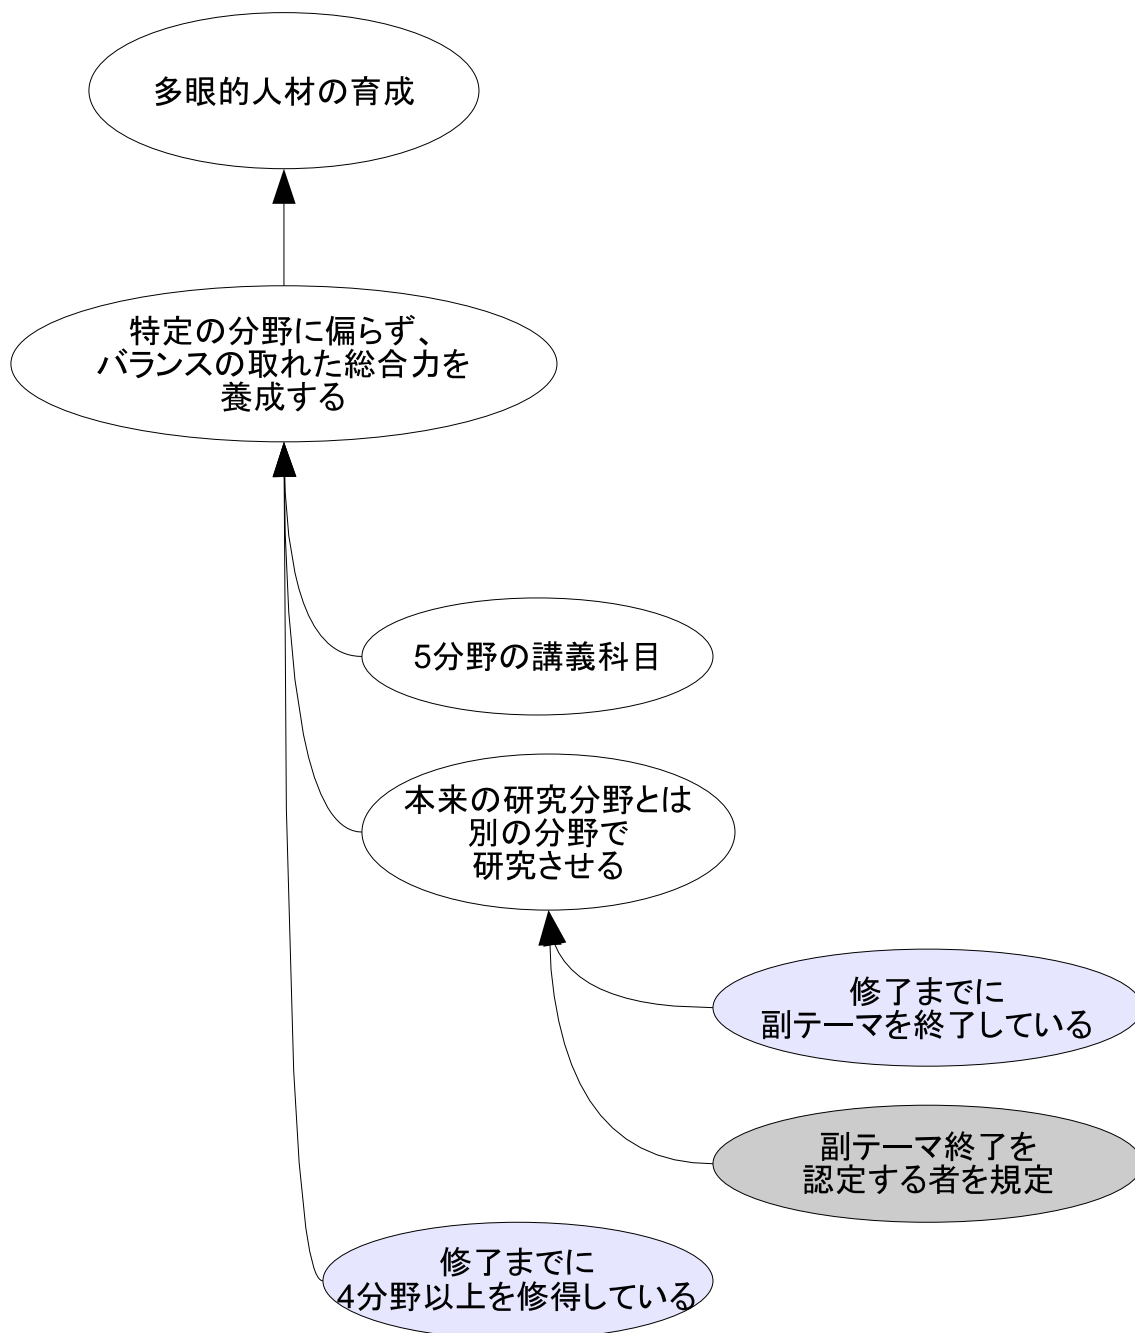 多眼的人材の育成
特定の分野に偏らず、
バランスの取れた総合力を
養成する
5分野の講義科目
本来の研究分野とは
別の分野で
研究させる
修了までに
副テーマを終了している
副テーマ終了を
認定する者を規定
修了までに
4分野以上を修得している